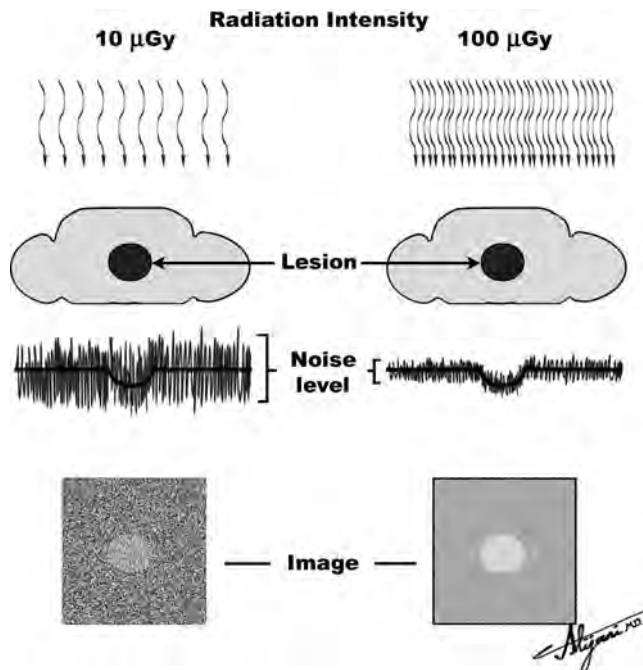 Radiation Intensity
10 μGy
100 μGy
Lesion
Noise
level
Image
M.D.